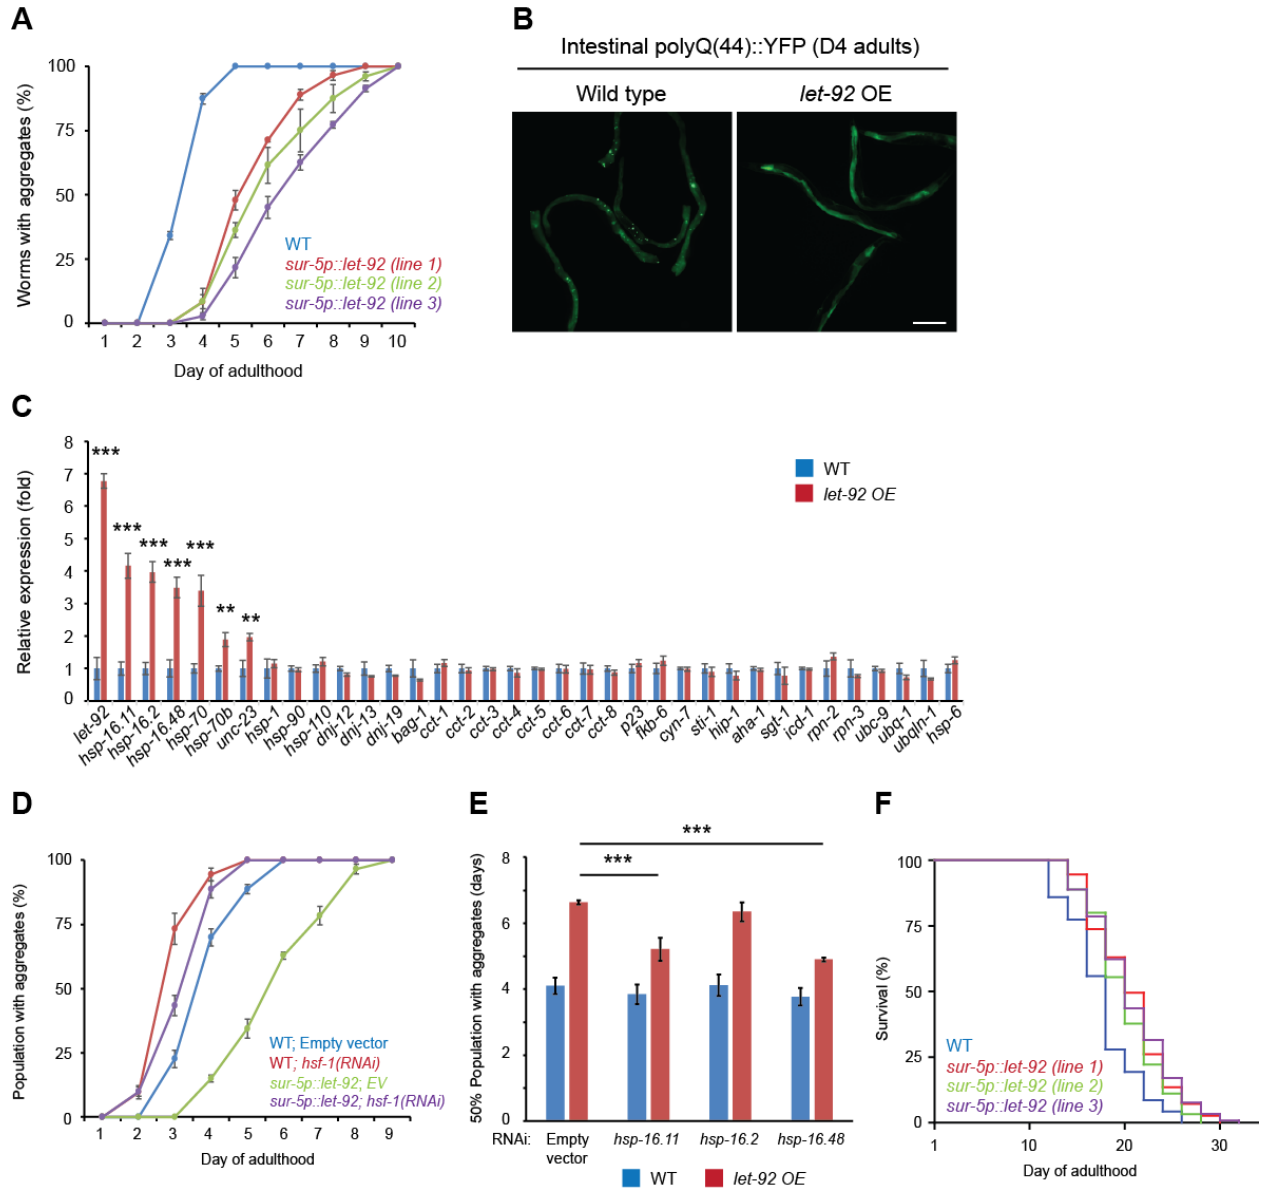 A
Worms with aggregates (%)
100
75
50
25
0
1 2 3 4 5 6 7 8 9 10
Day of adulthood
WT
sur-5p::let-92 (line 1)
sur-5p::let-92 (line 2)
sur-5p::let-92 (line 3)
B
Intestinal polyQ(44)::YFP (D4 adults)
Wild type
let-92 OE
C
Relative expression (fold)
8
7
6
5
4
3
2
1
0
***
***
***
***
***
**
**
WT
let-92 OE
let-92
hsp-16.11
hsp-16.2
hsp-16.48
hsp-70
hsp-70b
unc-23
hsp-1
hsp-90
hsp-110
dnj-12
dnj-13
dnj-19
bag-1
cct-1
cct-2
cct-3
cct-4
cct-5
cct-6
cct-7
cct-8
p23
fkb-6
cyn-7
sti-1
hip-1
aha-1
sgt-1
icd-1
rpn-2
rpn-3
ubc-9
ubq-1
ubqln-1
hsp-6
D
Population with aggregates (%)
100
75
50
25
0
1 2 3 4 5 6 7 8 9
Day of adulthood
WT; Empty vector
WT; hsf-1(RNAi)
sur-5p::let-92; EV
sur-5p::let-92; hsf-1(RNAi)
E
50% Population with aggregates (days)
8
6
4
2
0
***
***
RNAi: Empty vector hsp-16.11 hsp-16.2 hsp-16.48
WT
let-92 OE
F
Survival (%)
100
75
50
25
0
1 10 20 30
Day of adulthood
WT
sur-5p::let-92 (line 1)
sur-5p::let-92 (line 2)
sur-5p::let-92 (line 3)